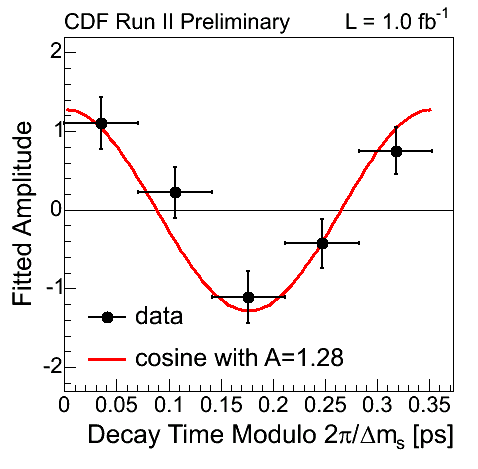 CDF Run II Preliminary L = 1.0 fb⁻¹
Fitted Amplitude
2
1
0
-1
-2
data
cosine with A=1.28
0 0.05 0.1 0.15 0.2 0.25 0.3 0.35
Decay Time Modulo 2π/Δmₛ [ps]